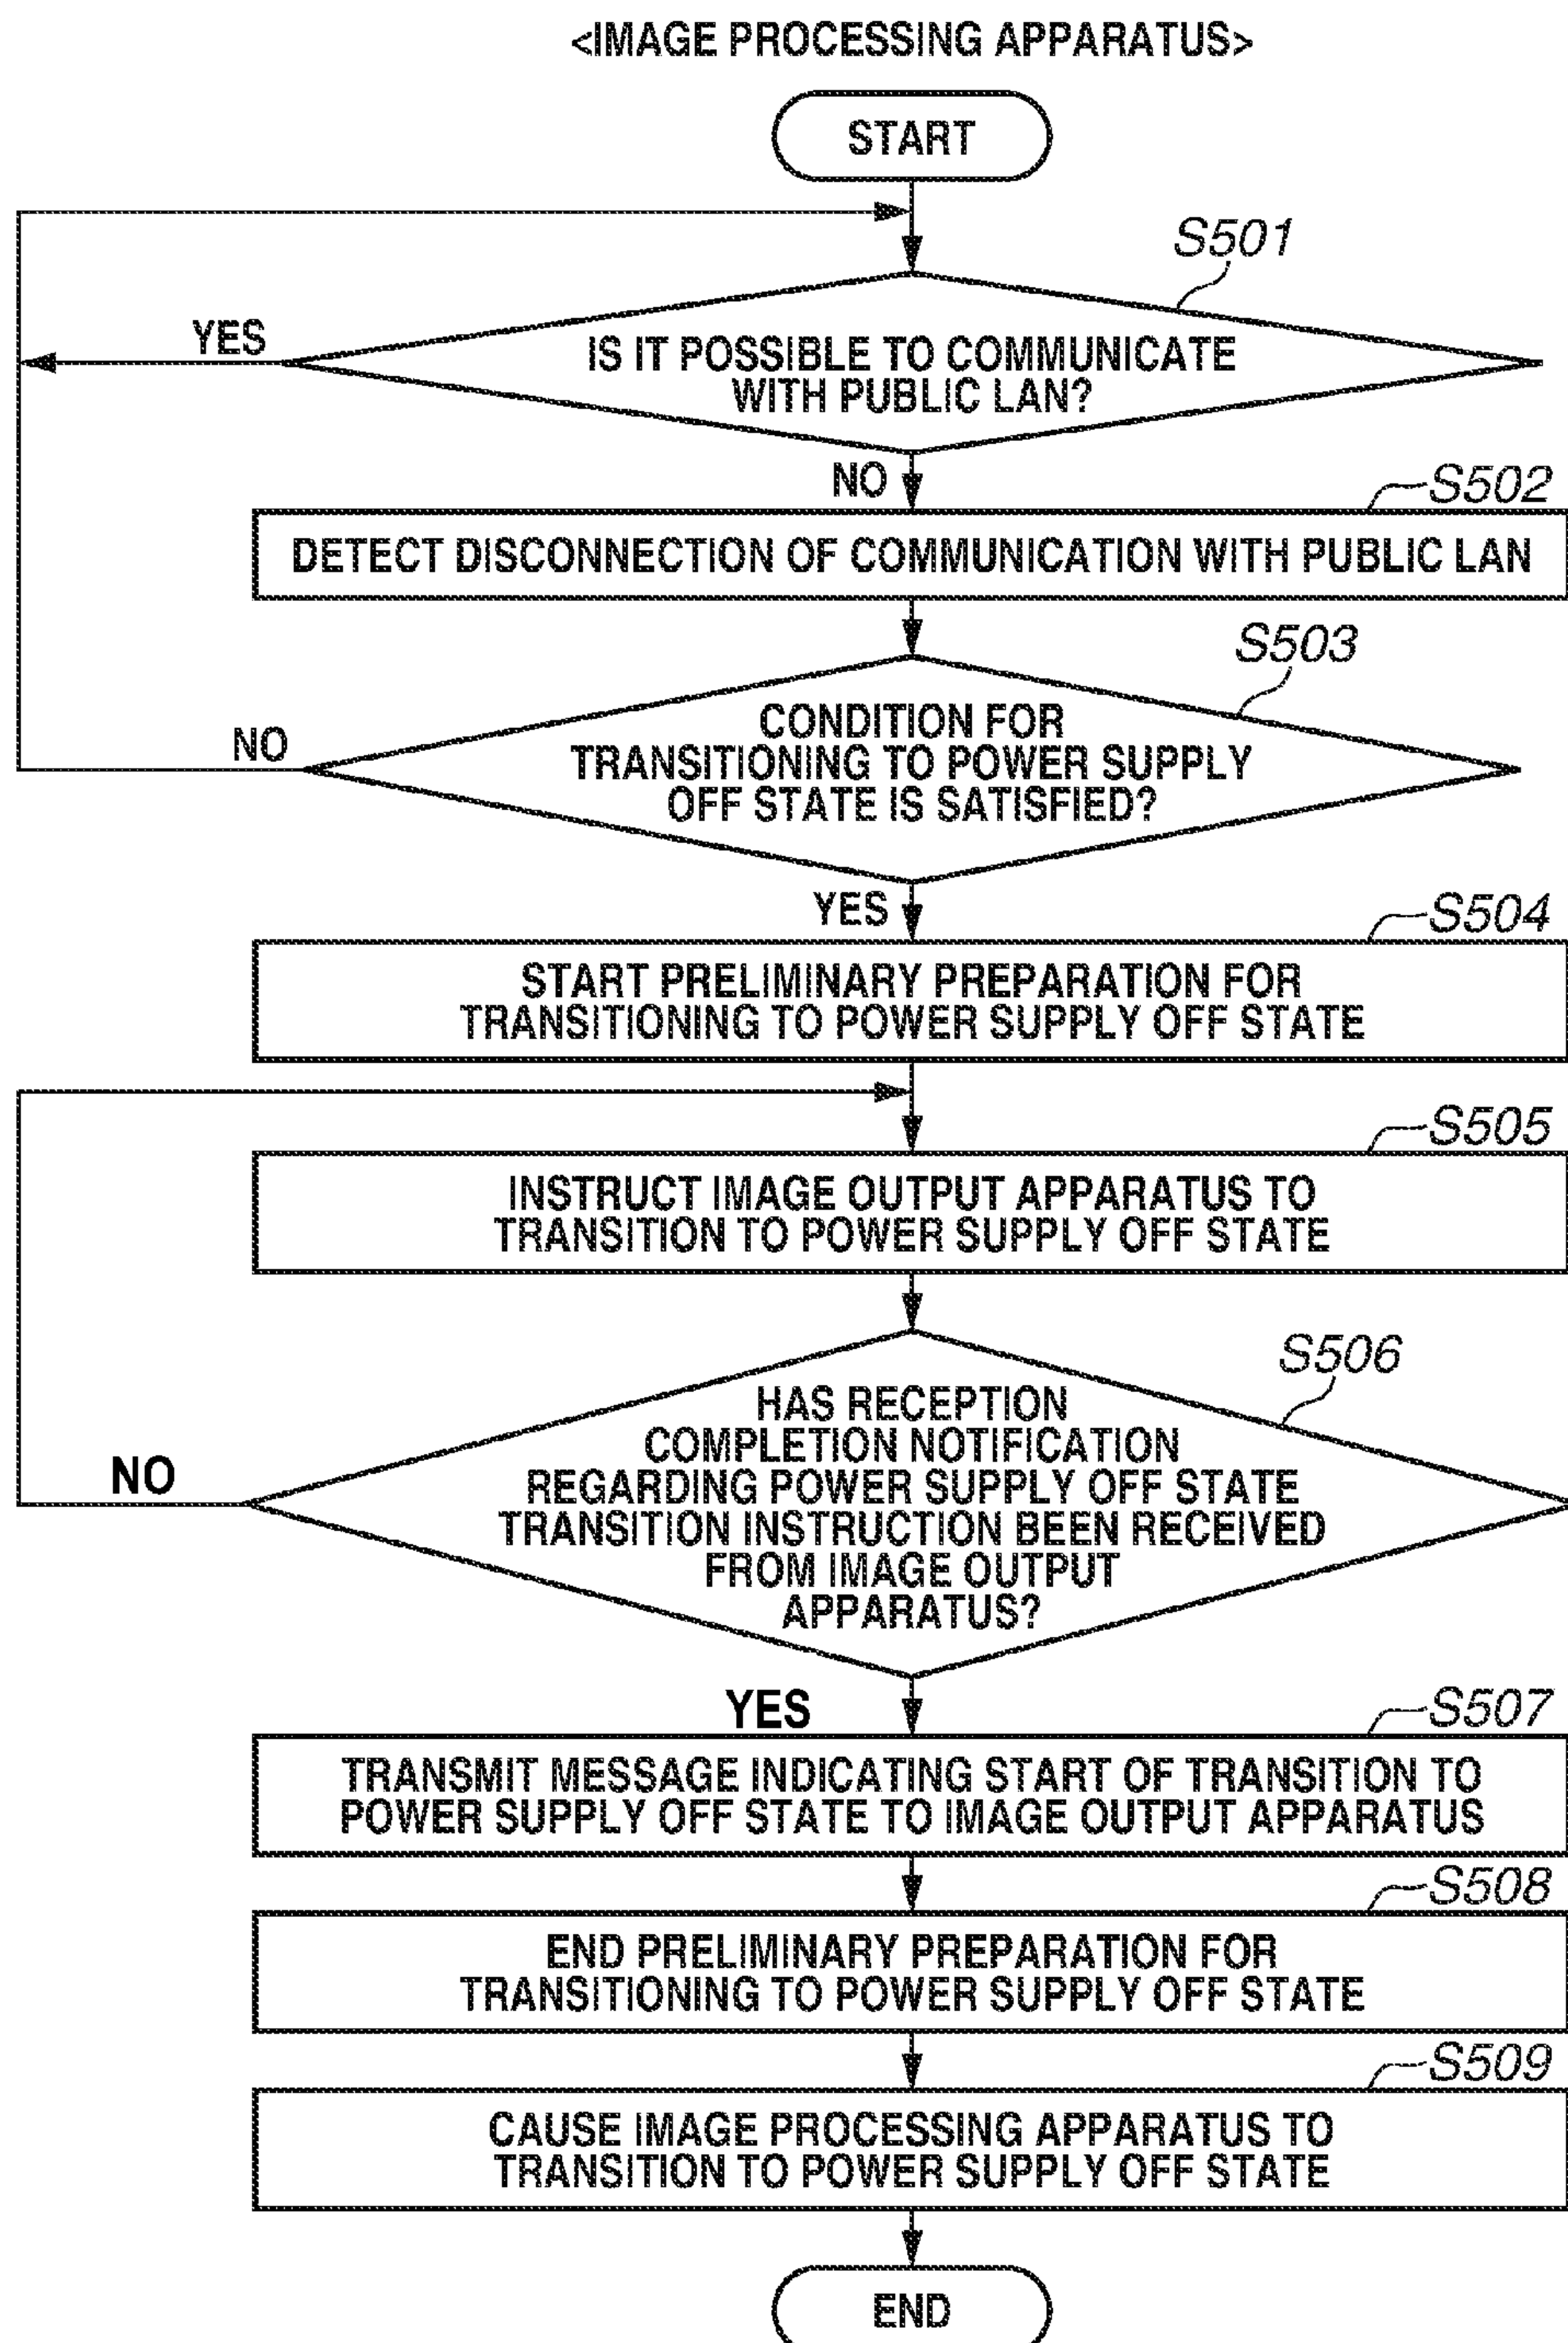 <IMAGE PROCESSING APPARATUS>
START
S501
YES
IS IT POSSIBLE TO COMMUNICATE
WITH PUBLIC LAN?
NO
S502
DETECT DISCONNECTION OF COMMUNICATION WITH PUBLIC LAN
S503
NO
CONDITION FOR
TRANSITIONING TO POWER SUPPLY
OFF STATE IS SATISFIED?
YES
S504
START PRELIMINARY PREPARATION FOR
TRANSITIONING TO POWER SUPPLY OFF STATE
S505
INSTRUCT IMAGE OUTPUT APPARATUS TO
TRANSITION TO POWER SUPPLY OFF STATE
S506
NO
HAS RECEPTION
COMPLETION NOTIFICATION
REGARDING POWER SUPPLY OFF STATE
TRANSITION INSTRUCTION BEEN RECEIVED
FROM IMAGE OUTPUT
APPARATUS?
YES
S507
TRANSMIT MESSAGE INDICATING START OF TRANSITION TO
POWER SUPPLY OFF STATE TO IMAGE OUTPUT APPARATUS
S508
END PRELIMINARY PREPARATION FOR
TRANSITIONING TO POWER SUPPLY OFF STATE
S509
CAUSE IMAGE PROCESSING APPARATUS TO
TRANSITION TO POWER SUPPLY OFF STATE
END